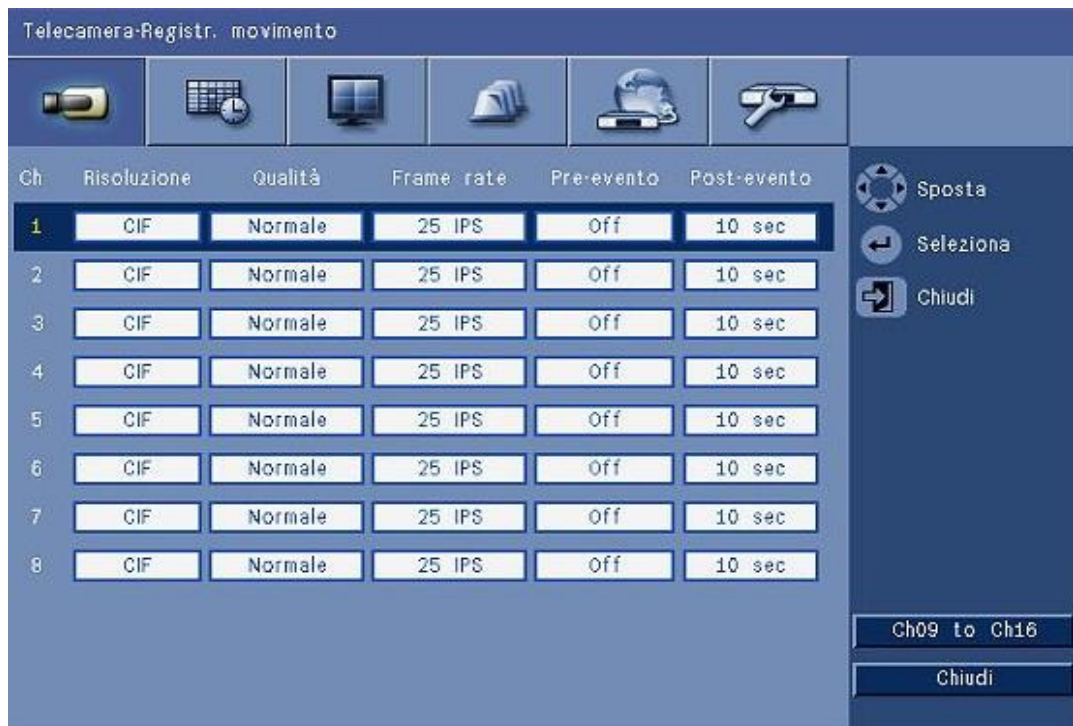 Telecamera-Registr. movimento
Ch Risoluzione Qualità Frame rate Pre-evento Post-evento
1 CIF Normale 25 IPS Off 10 sec
2 CIF Normale 25 IPS Off 10 sec
3 CIF Normale 25 IPS Off 10 sec
4 CIF Normale 25 IPS Off 10 sec
5 CIF Normale 25 IPS Off 10 sec
6 CIF Normale 25 IPS Off 10 sec
7 CIF Normale 25 IPS Off 10 sec
8 CIF Normale 25 IPS Off 10 sec
Sposta
Seleziona
Chiudi
Ch09 to Ch16
Chiudi